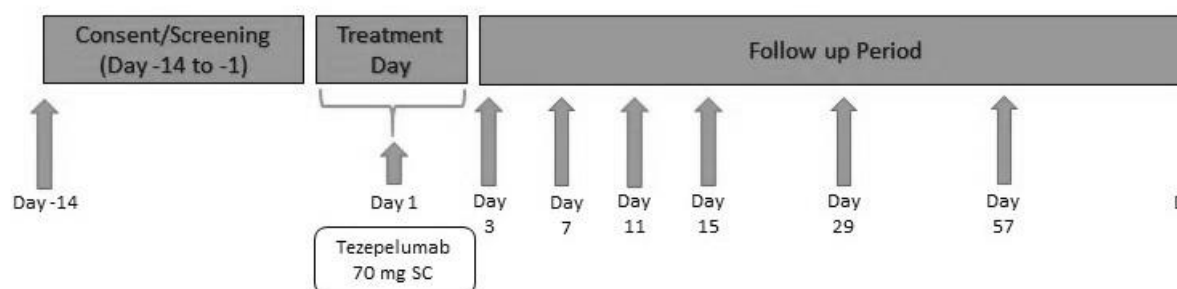 Consent/Screening
(Day -14 to -1)
Treatment
Day
Follow up Period
Day -14
Day 1
Day
3
Day
7
Day
11
Day
15
Day
29
Day
57
Tezepelumab
70 mg SC